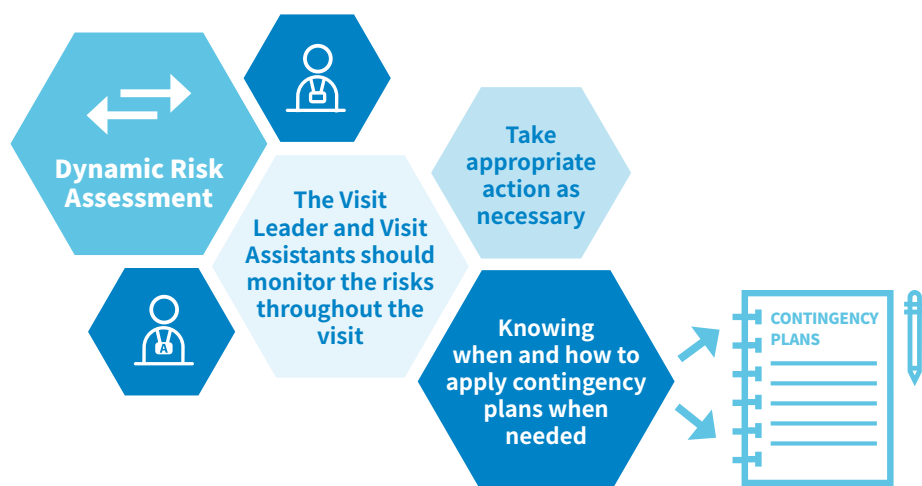 Dynamic Risk
Assessment
The Visit
Leader and Visit
Assistants should
monitor the risks
throughout the
visit
A
Take
appropriate
action as
necessary
Knowing
when and how to
apply contingency
plans when
needed
CONTINGENCY
PLANS